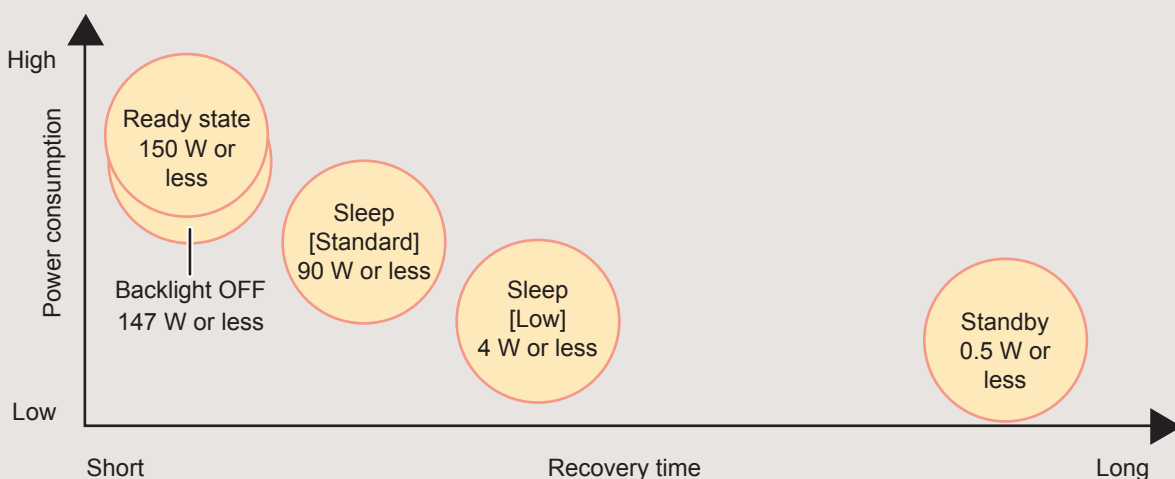 High
Power consumption
Low
Ready state
150 W or
less
Backlight OFF
147 W or less
Sleep
[Standard]
90 W or less
Sleep
[Low]
4 W or less
Standby
0.5 W or
less
Short
Recovery time
Long